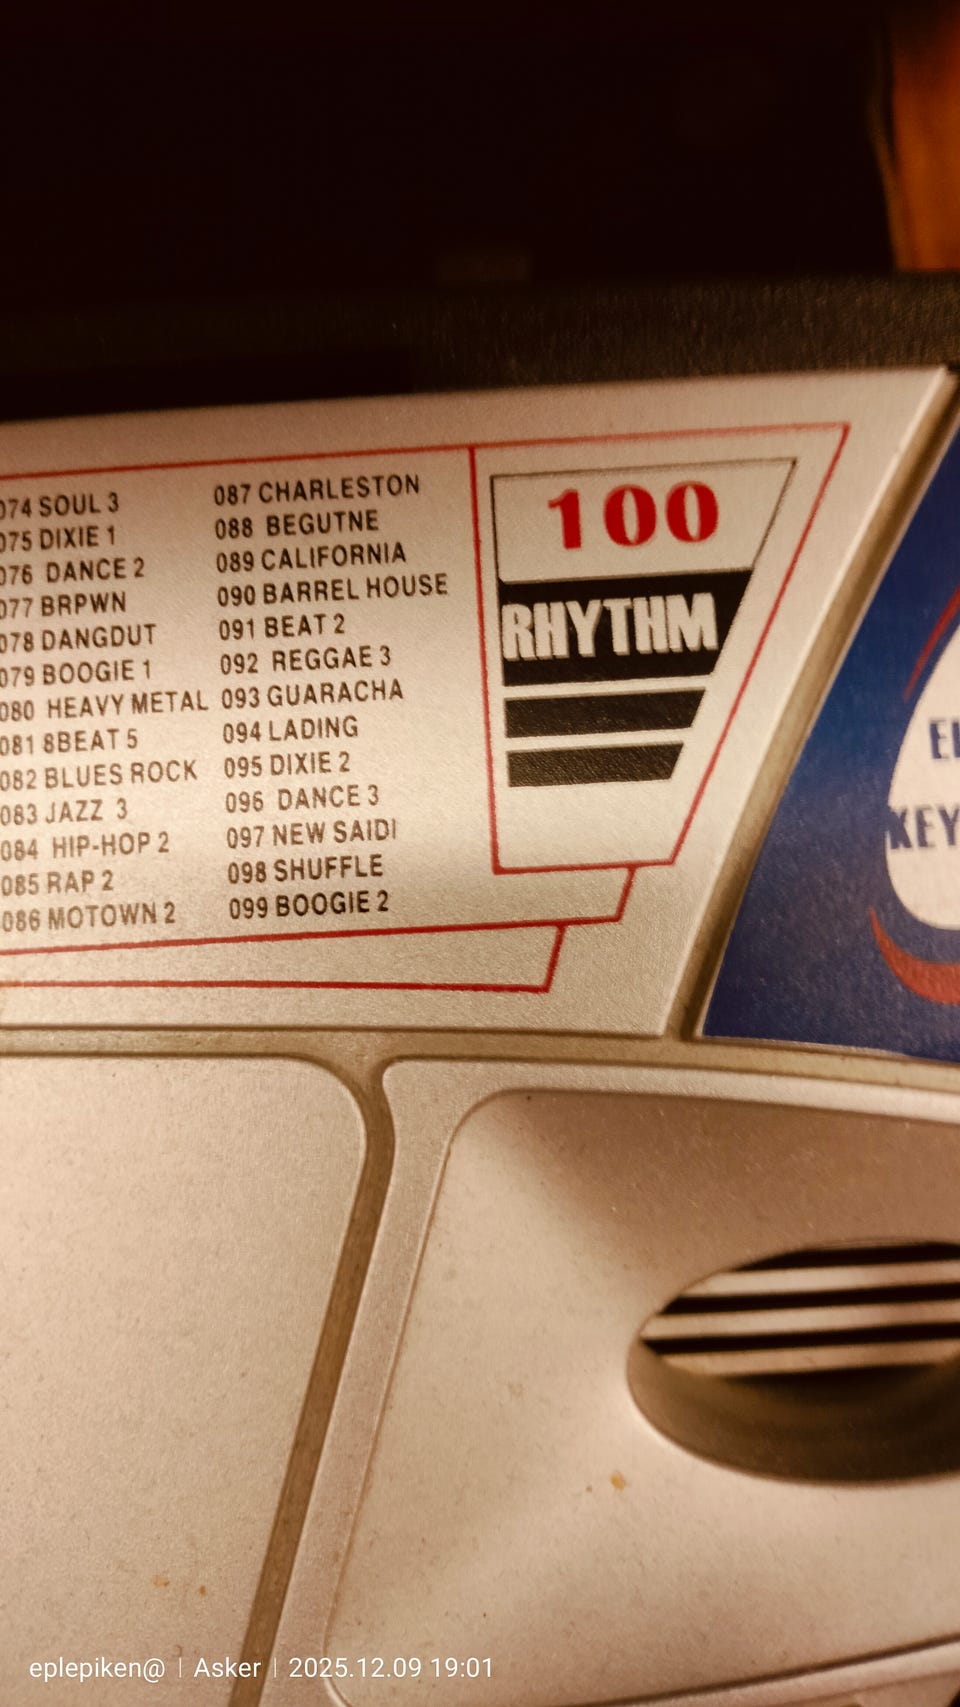 074 SOUL 3
075 DIXIE 1
076 DANCE 2
077 BRPWN
078 DANGDUT
079 BOOGIE 1
080 HEAVY METAL
081 8BEAT 5
082 BLUES ROCK
083 JAZZ 3
084 HIP-HOP 2
085 RAP 2
086 MOTOWN 2
087 CHARLESTON
088 BEGUTNE
089 CALIFORNIA
090 BARREL HOUSE
091 BEAT 2
092 REGGAE 3
093 GUARACHA
094 LADING
095 DIXIE 2
096 DANCE 3
097 NEW SAIDI
098 SHUFFLE
099 BOOGIE 2
100
RHYTHM
eplepiken@ | Asker | 2025.12.09 19:01